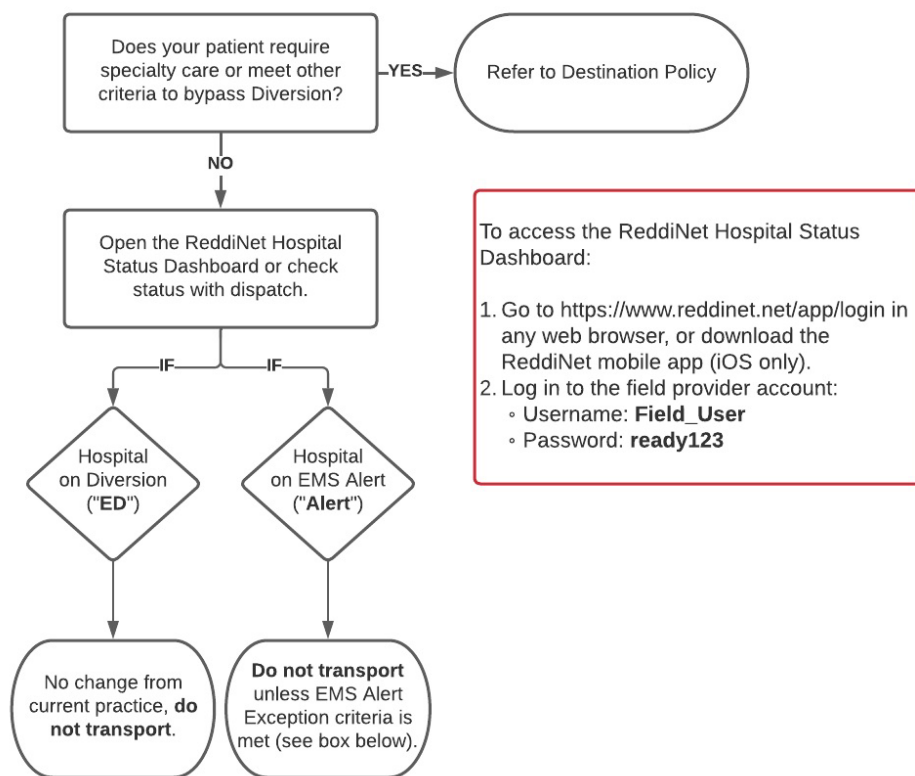 Does your patient require
specialty care or meet other
criteria to bypass Diversion?
YES
Refer to Destination Policy
NO
Open the ReddiNet Hospital
Status Dashboard or check
status with dispatch.
To access the ReddiNet Hospital Status
Dashboard:
1. Go to https://www.reddinet.net/app/login in
any web browser, or download the
ReddiNet mobile app (iOS only).
2. Log in to the field provider account:
◦ Username: Field_User
◦ Password: ready123
IF
IF
Hospital
on Diversion
("ED")
Hospital
on EMS Alert
("Alert")
No change from
current practice, do
not transport.
Do not transport
unless EMS Alert
Exception criteria is
met (see box below).